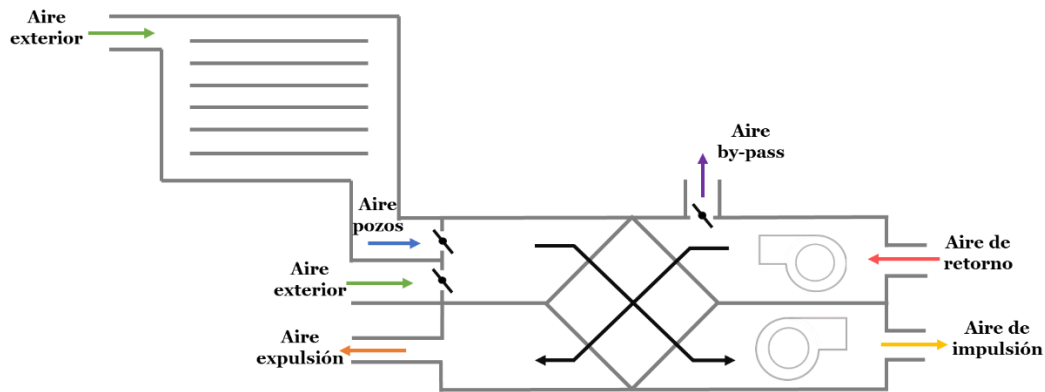 Aire
exterior
Aire
by-pass
Aire
pozos
Aire de
retorno
Aire
exterior
Aire
expulsión
Aire de
impulsión